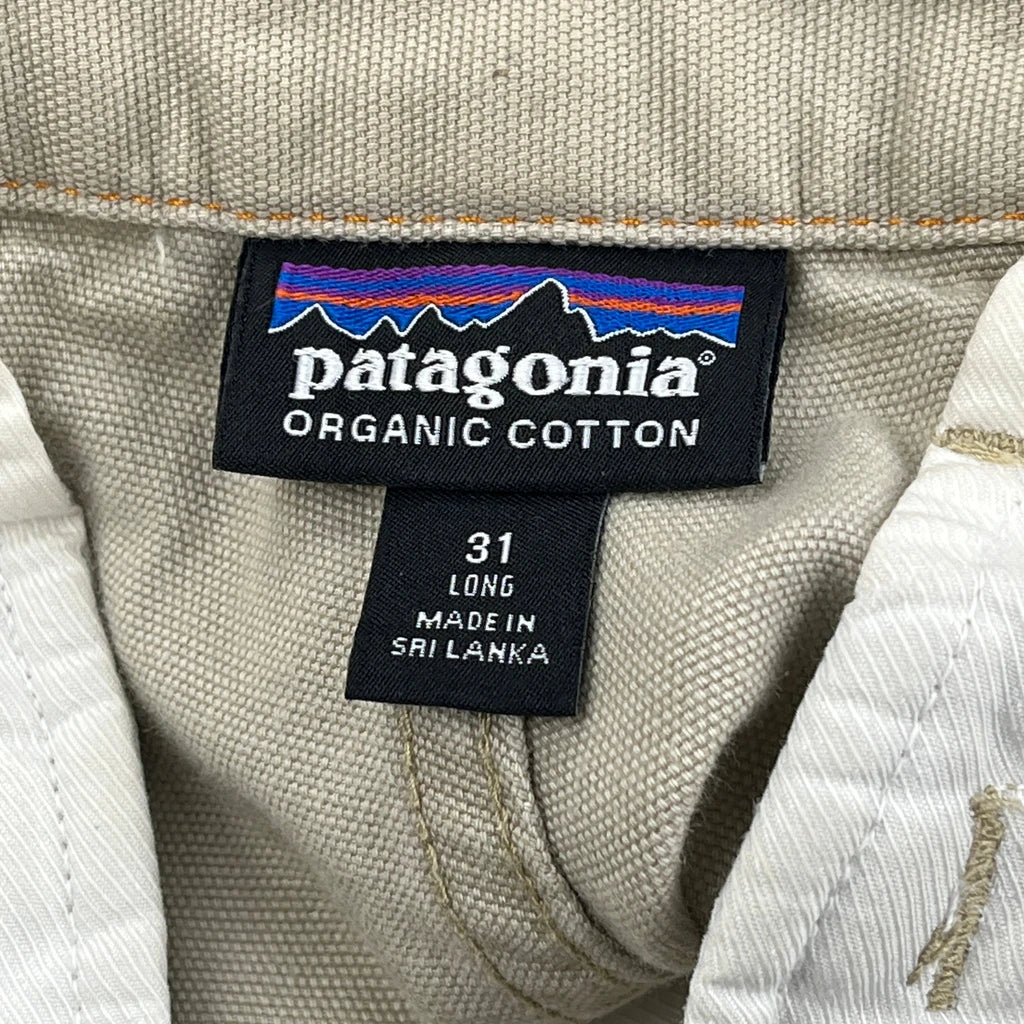 patagonia®
ORGANIC COTTON
31
LONG
MADE IN
SRI LANKA